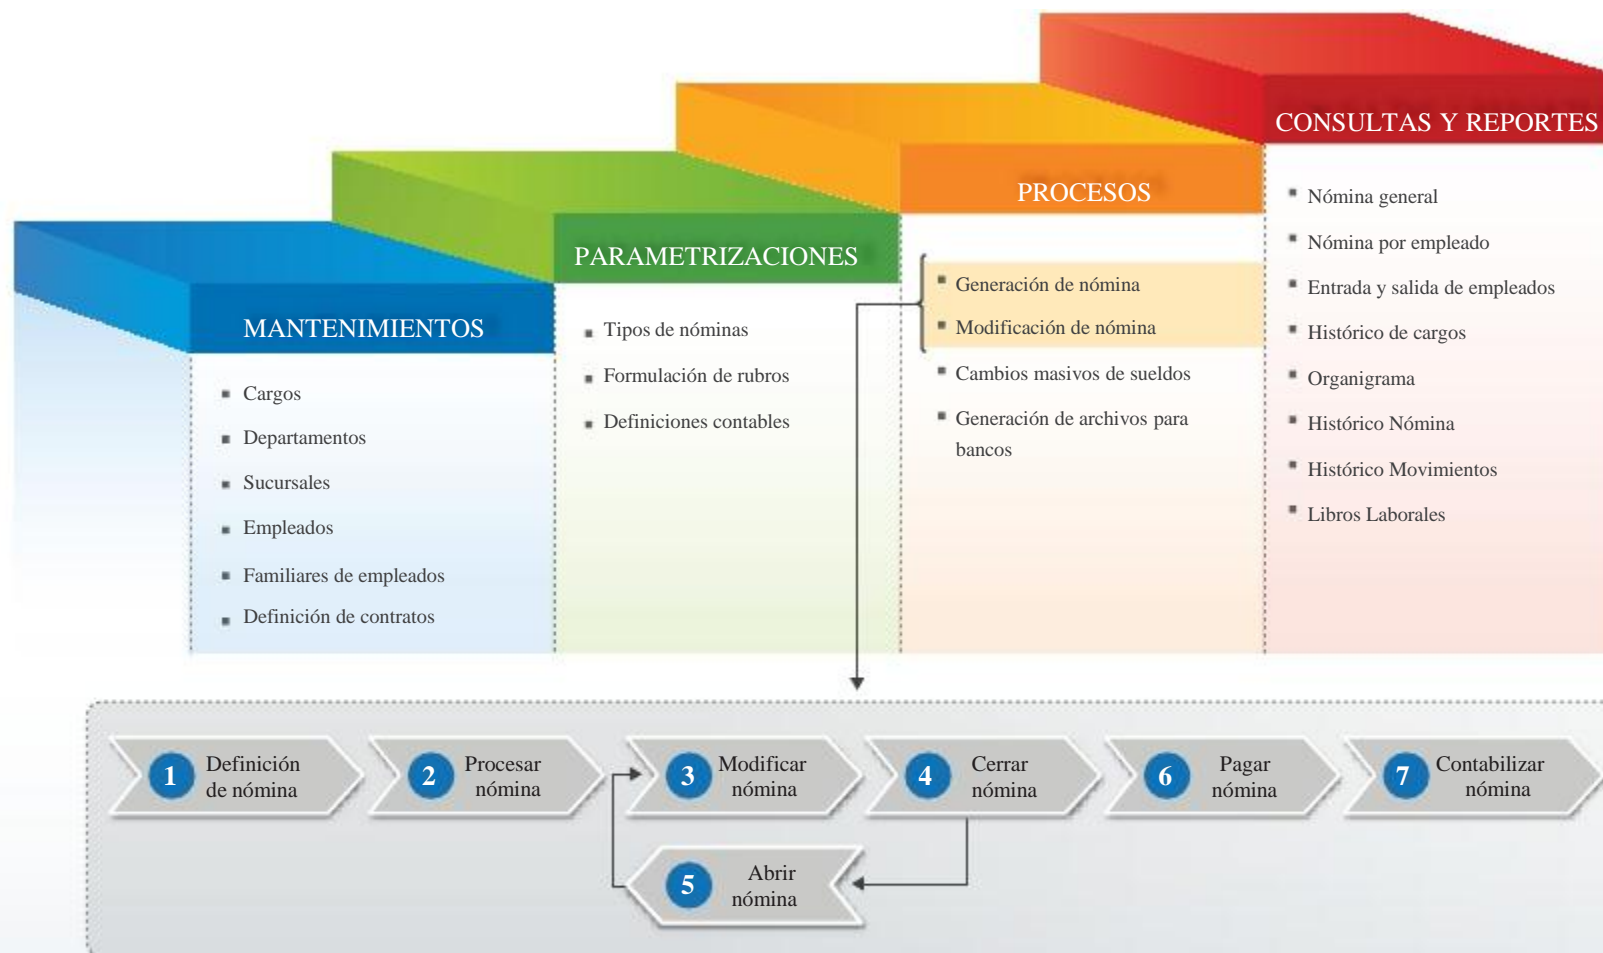 MANTENIMIENTOS
Cargos
Departamentos
Sucursales
Empleados
Familiares de empleados
Definición de contratos
PARAMETRIZACIONES
Tipos de nóminas
Formulación de rubros
Definiciones contables
PROCESOS
Generación de nómina
Modificación de nómina
Cambios masivos de sueldos
Generación de archivos para
bancos
CONSULTAS Y REPORTES
Nómina general
Nómina por empleado
Entrada y salida de empleados
Histórico de cargos
Organigrama
Histórico Nómina
Histórico Movimientos
Libros Laborales
1 Definición
de nómina
2 Procesar
nómina
3 Modificar
nómina
4 Cerrar
nómina
6 Pagar
nómina
7 Contabilizar
nómina
5 Abrir
nómina